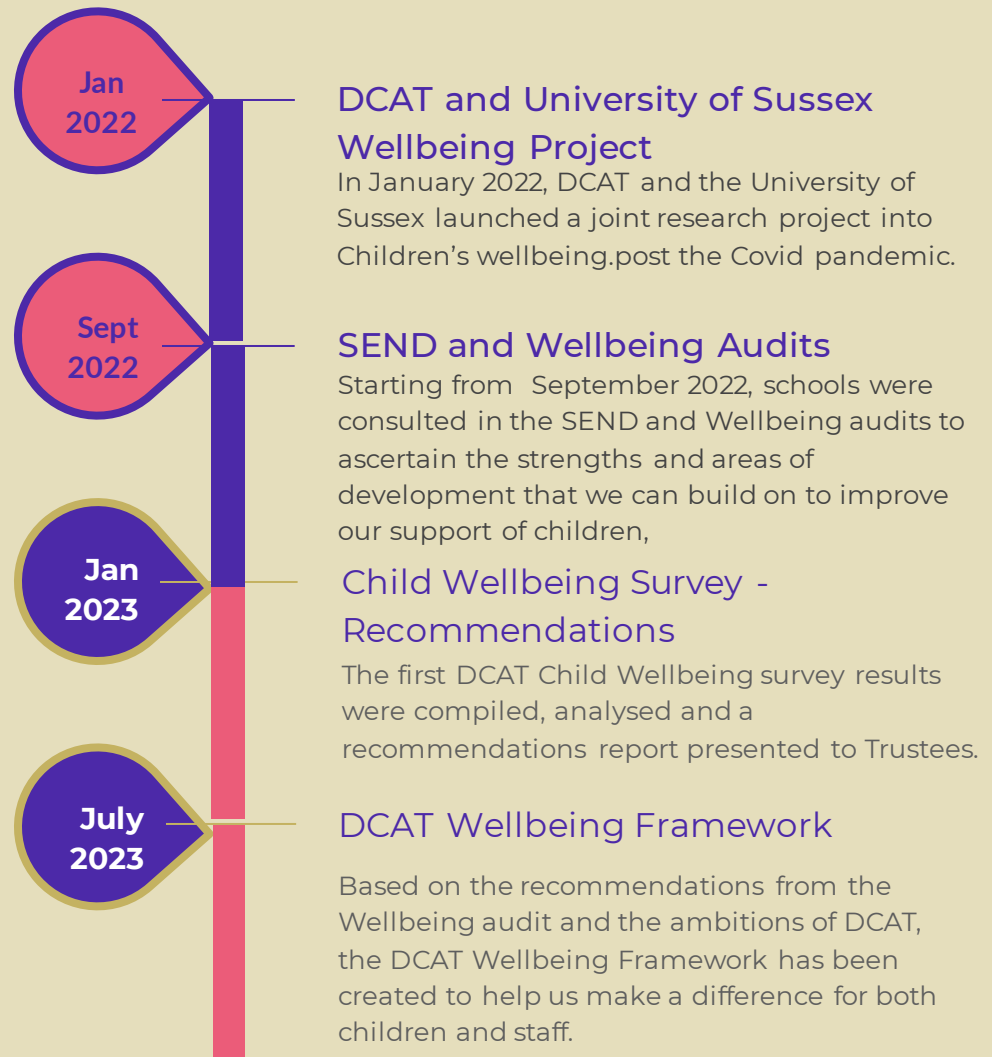 Jan
2022
DCAT and University of Sussex
Wellbeing Project
In January 2022, DCAT and the University of
Sussex launched a joint research project into
Children’s wellbeing.post the Covid pandemic.
Sept
2022
SEND and Wellbeing Audits
Starting from September 2022, schools were
consulted in the SEND and Wellbeing audits to
ascertain the strengths and areas of
development that we can build on to improve
our support of children,
Jan
2023
Child Wellbeing Survey -
Recommendations
The first DCAT Child Wellbeing survey results
were compiled, analysed and a
recommendations report presented to Trustees.
July
2023
DCAT Wellbeing Framework
Based on the recommendations from the
Wellbeing audit and the ambitions of DCAT,
the DCAT Wellbeing Framework has been
created to help us make a difference for both
children and staff.